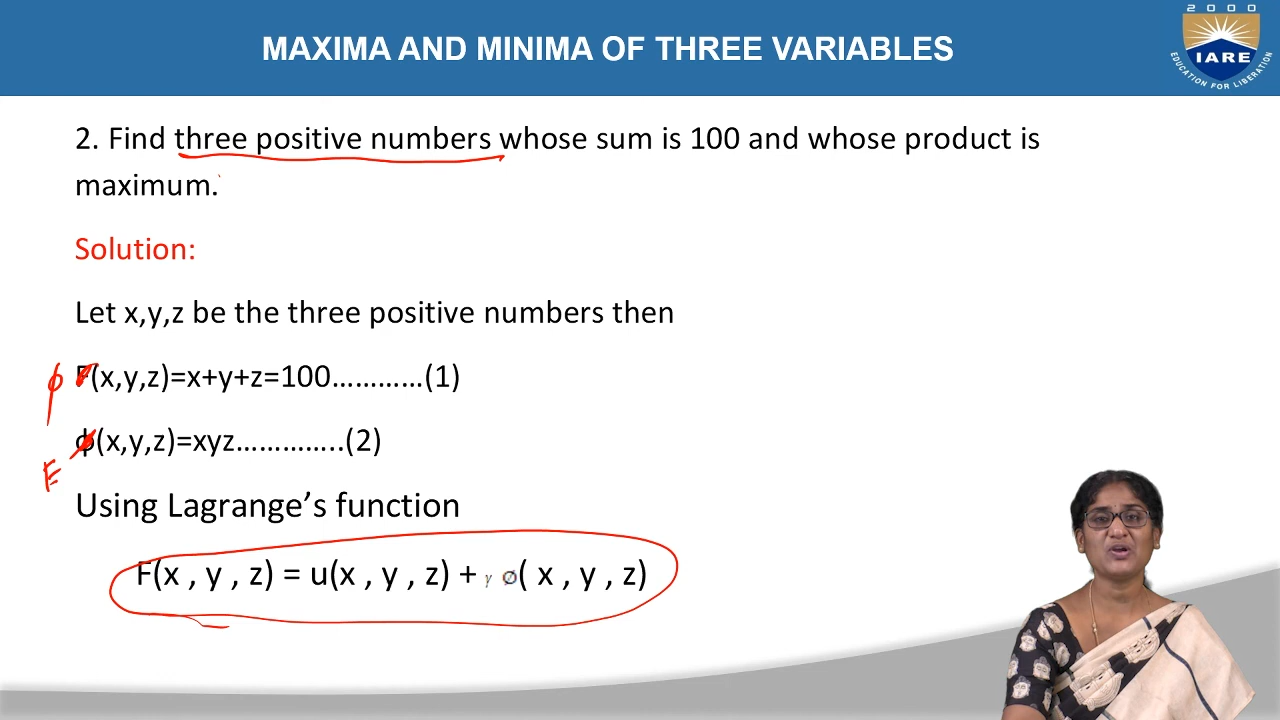 2000
IARE
EDUCATION FOR LIBERATION
MAXIMA AND MINIMA OF THREE VARIABLES
2. Find three positive numbers whose sum is 100 and whose product is
maximum.
Solution:
Let x,y,z be the three positive numbers then
ϕ F(x,y,z)=x+y+z=100…………(1)
ϕ(x,y,z)=xyz…………..(2)
F
Using Lagrange’s function
F(x , y , z) = u(x , y , z) + γ ø( x , y , z)